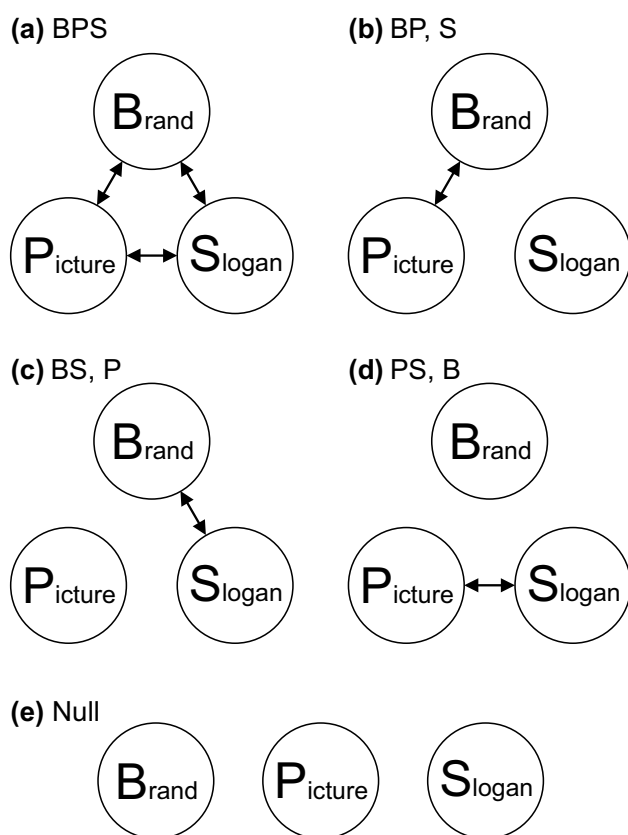 (a) BPS
Brand
Picture
Slogan
(b) BP, S
Brand
Picture
Slogan
(c) BS, P
Brand
Picture
Slogan
(d) PS, B
Brand
Picture
Slogan
(e) Null
Brand
Picture
Slogan